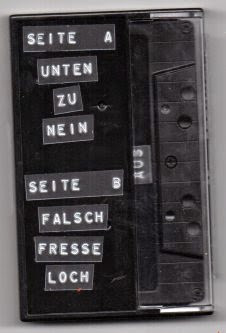 SEITE A
UNTEN
ZU
NEIN
SEITE B
FALSCH
FRESSE
LOCH
AUS